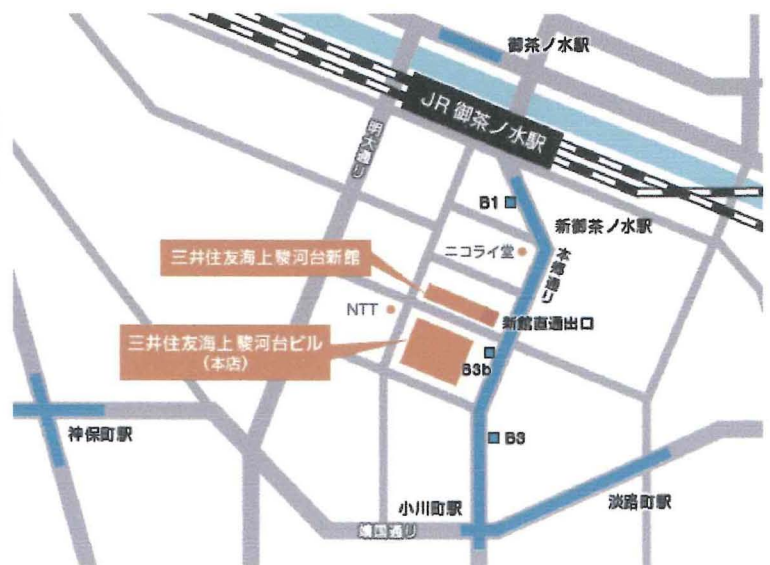 御茶ノ水駅
JR 御茶ノ水駅
明大通り
B1
新御茶ノ水駅
ニコライ堂
本郷通り
三井住友海上駿河台新館
NTT
新館直通出口
三井住友海上駿河台ビル
(本店)
B3b
神保町駅
B3
小川町駅
淡路町駅
靖国通り